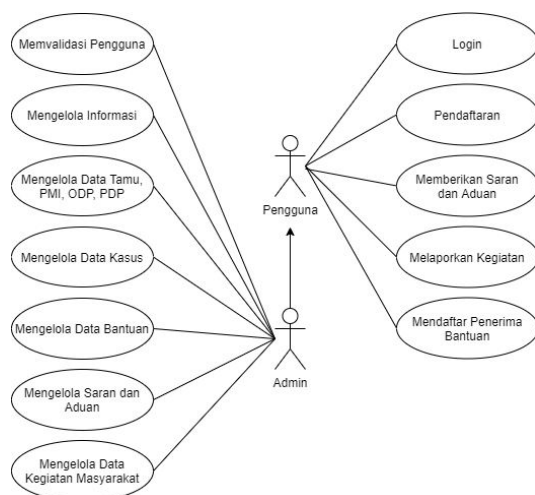 Memvalidasi Pengguna
Mengelola Informasi
Mengelola Data Tamu,
PMI, ODP, PDP
Mengelola Data Kasus
Mengelola Data Bantuan
Mengelola Saran dan
Aduan
Mengelola Data
Kegiatan Masyarakat
Pengguna
Admin
Login
Pendaftaran
Memberikan Saran
dan Aduan
Melaporkan Kegiatan
Mendaftar Penerima
Bantuan